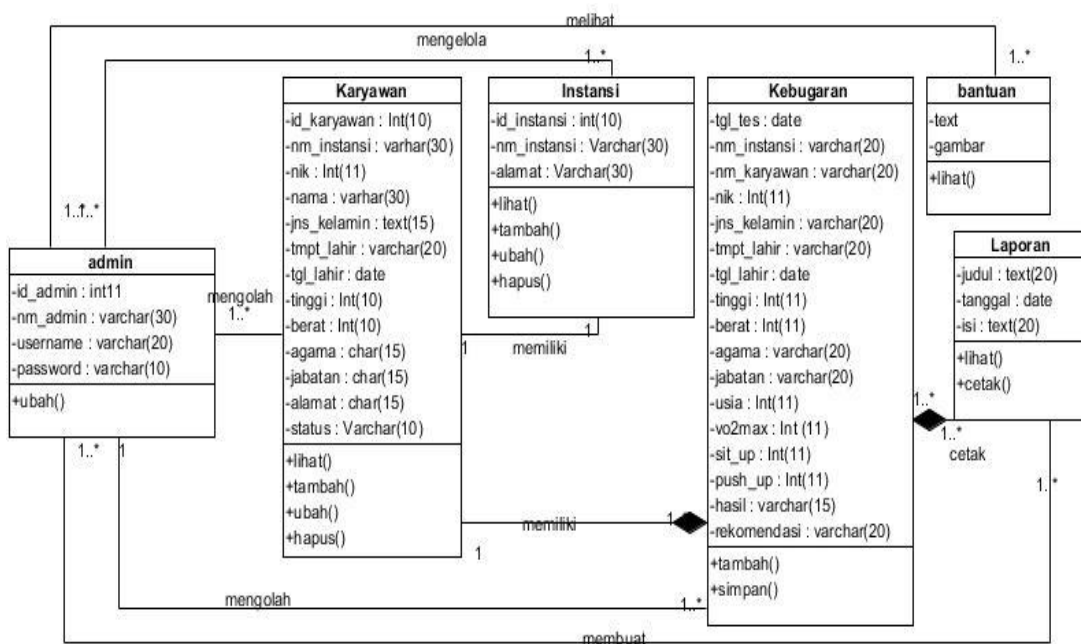 melihat
mengelola
1..*
1..*
Karyawan
-id_karyawan : Int(10)
-nm_instansi : varhar(30)
-nik : Int(11)
-nama : varhar(30)
-jns_kelamin : text(15)
-tmpt_lahir : varchar(20)
-tgl_lahir : date
-tinggi : Int(10)
-berat : Int(10)
-agama : char(15)
-jabatan : char(15)
-alamat : char(15)
-status : Varchar(10)
+lihat()
+tambah()
+ubah()
+hapus()
Instansi
-id_instansi : int(10)
-nm_instansi : Varchar(30)
-alamat : Varchar(30)
+lihat()
+tambah()
+ubah()
+hapus()
Kebugaran
-tgl_tes : date
-nm_instansi : varchar(20)
-nm_karyawan : varchar(20)
-nik : Int(11)
-jns_kelamin : varchar(20)
-tmpt_lahir : varchar(20)
-tgl_lahir : date
-tinggi : Int(11)
-berat : Int(11)
-agama : varchar(20)
-jabatan : varchar(20)
-usia : Int(11)
-vo2max : Int (11)
-sit_up : Int(11)
-push_up : Int(11)
-hasil : varchar(15)
-rekomendasi : varchar(20)
+tambah()
+simpan()
bantuan
-text
-gambar
+lihat()
Laporan
-judul : text(20)
-tanggal : date
-isi : text(20)
+lihat()
+cetak()
1..*
1..*
cetak
1..*
admin
-id_admin : int11
-nm_admin : varchar(30)
-username : varchar(20)
-password : varchar(10)
+ubah()
mengolah
1..*
1
memiliki
1
1..*
1
memiliki
1
1
mengolah
1..*
membuat